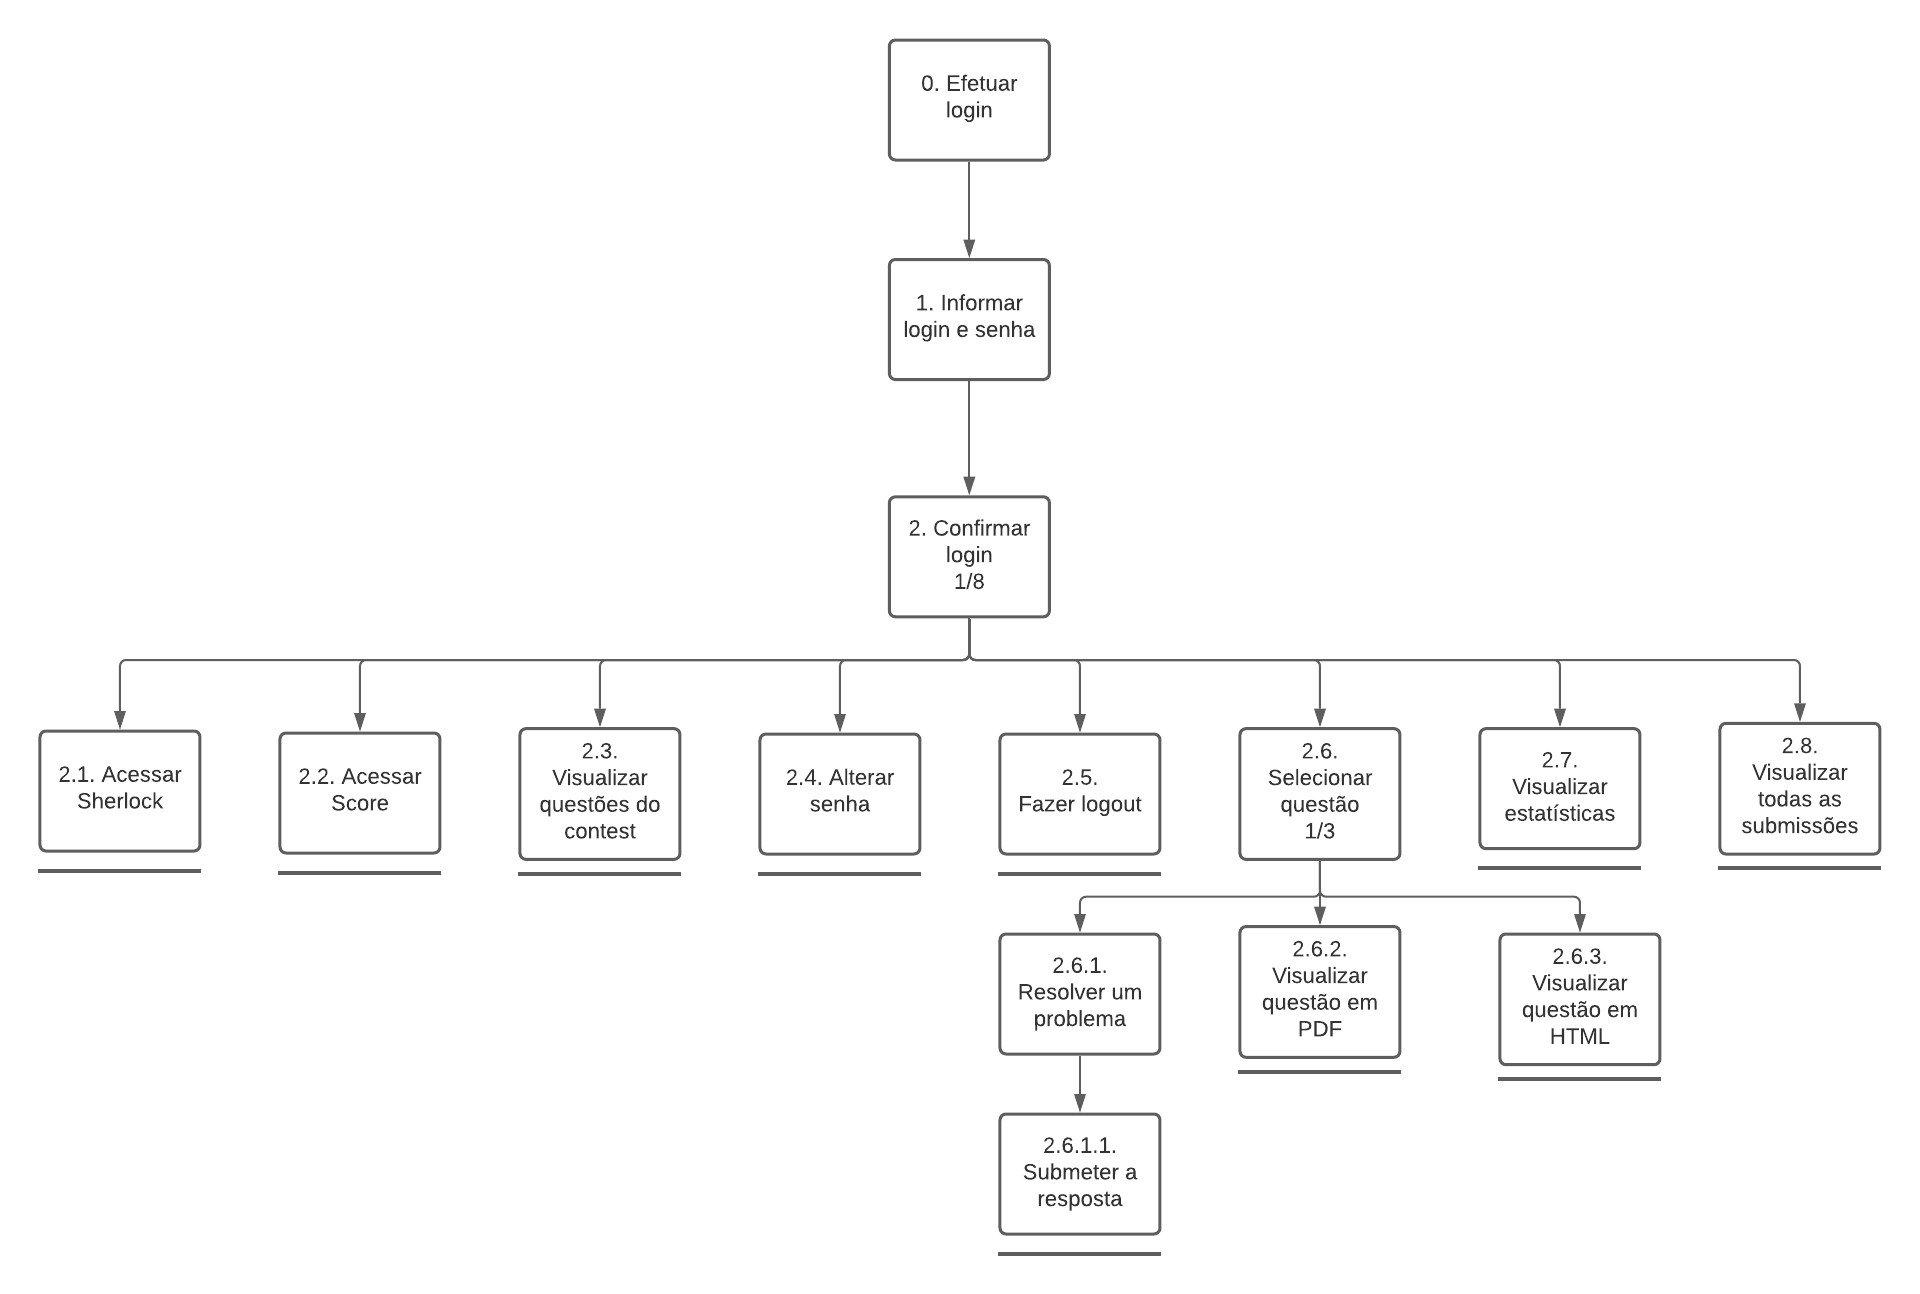 0. Efetuar
login
1. Informar
login e senha
2. Confirmar
login
1/8
2.1. Acessar
Sherlock
2.2. Acessar
Score
2.3.
Visualizar
questões do
contest
2.4. Alterar
senha
2.5.
Fazer logout
2.6.
Selecionar
questão
1/3
2.7.
Visualizar
estatísticas
2.8.
Visualizar
todas as
submissões
2.6.1.
Resolver um
problema
2.6.2.
Visualizar
questão em
PDF
2.6.3.
Visualizar
questão em
HTML
2.6.1.1.
Submeter a
resposta